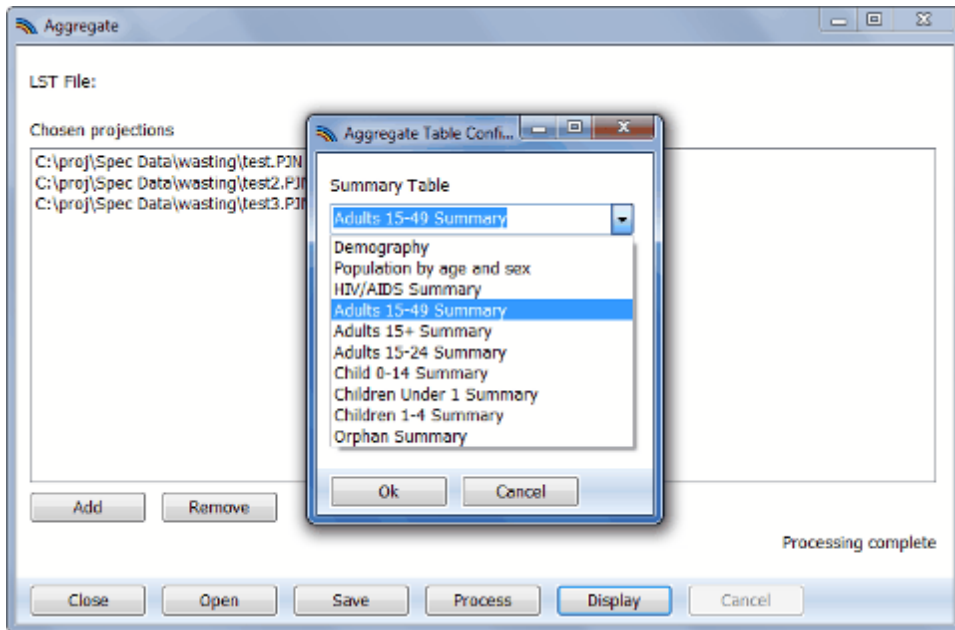 Aggregate
LST File:
Chosen projections
C:\proj\Spec Data\wasting\test.PJN
C:\proj\Spec Data\wasting\test2.PJN
C:\proj\Spec Data\wasting\test3.PJN
Aggregate Table Confi...
Summary Table
Adults 15-49 Summary
Demography
Population by age and sex
HIV/AIDS Summary
Adults 15-49 Summary
Adults 15+ Summary
Adults 15-24 Summary
Child 0-14 Summary
Children Under 1 Summary
Children 1-4 Summary
Orphan Summary
Ok Cancel
Add Remove
Processing complete
Close Open Save Process Display Cancel